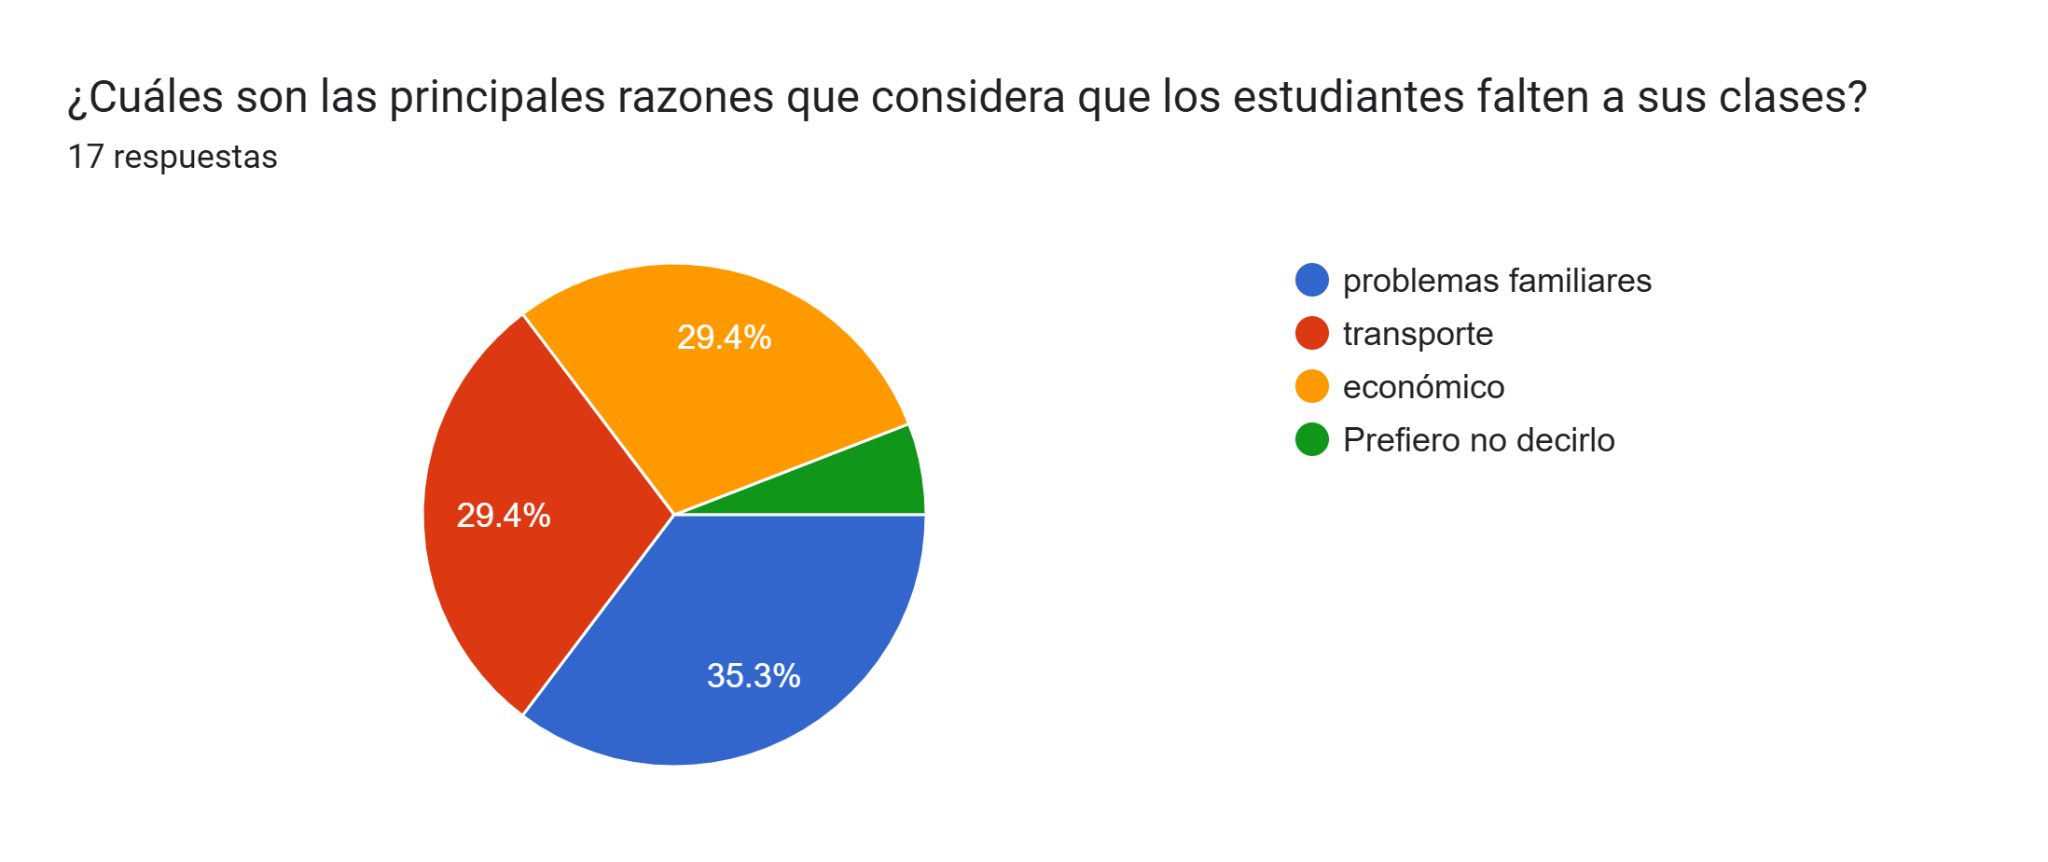 ¿Cuáles son las principales razones que considera que los estudiantes falten a sus clases?
17 respuestas
29.4%
29.4%
35.3%
problemas familiares
transporte
económico
Prefiero no decirlo